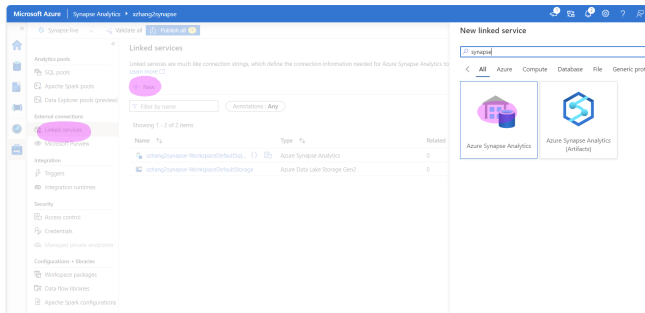 Microsoft Azure | Synapse Analytics ▸ xzhang2synapse
Synapse live
Validate all
Publish all
New linked service
synapse
All Azure Compute Database File Generic prot
Azure Synapse Analytics
Azure Synapse Analytics
(Artifacts)
Linked services
Linked services are much like connection strings, which define the connection information needed for Azure Synapse Analytics to
Learn more
+ New
Filter by name
Annotations : Any
Showing 1 - 2 of 2 items
Name Type Related
xzhang2synapse-WorkspaceDefaultSql... Azure Synapse Analytics 0
xzhang2synapse-WorkspaceDefaultStorage Azure Data Lake Storage Gen2 0
Analytics pools
SQL pools
Apache Spark pools
Data Explorer pools (preview)
External connections
Linked services
Microsoft Purview
Integration
Triggers
Integration runtimes
Security
Access control
Credentials
Managed private endpoints
Configurations + libraries
Workspace packages
Data flow libraries
Apache Spark configurations